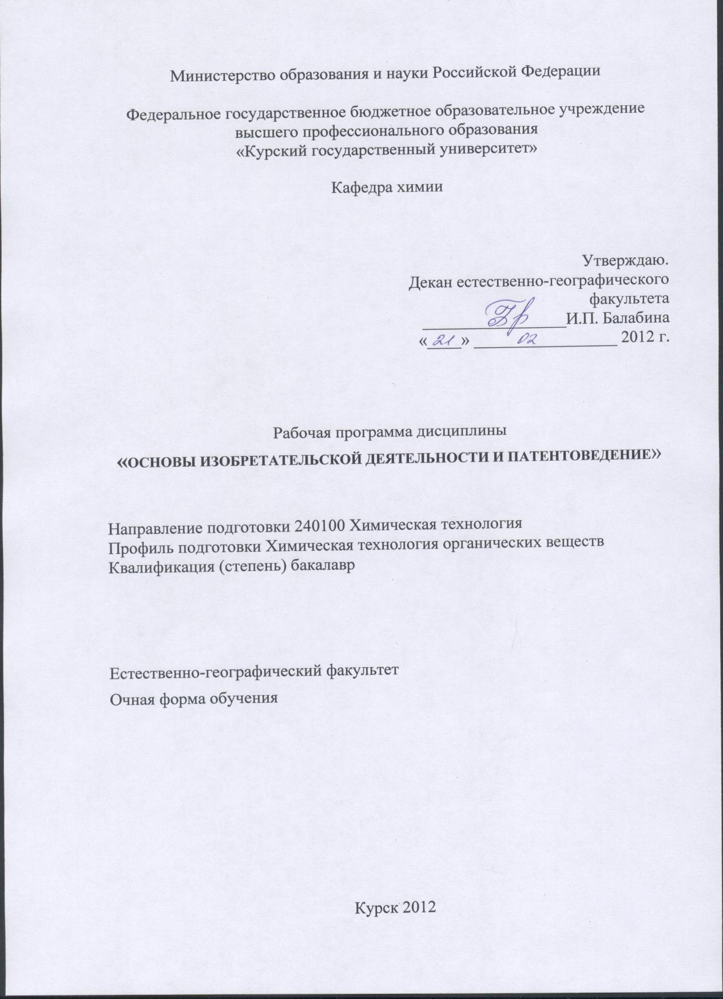 Министерство образования и науки Российской Федерации
Федеральное государственное бюджетное образовательное учреждение
высшего профессионального образования
«Курский государственный университет»
Кафедра химии
Утверждаю.
Декан естественно-географического
факультета
И.П. Балабина
«21» 02 2012 г.
Рабочая программа дисциплины
«ОСНОВЫ ИЗОБРЕТАТЕЛЬСКОЙ ДЕЯТЕЛЬНОСТИ И ПАТЕНТОВЕДЕНИЕ»
Направление подготовки 240100 Химическая технология
Профиль подготовки Химическая технология органических веществ
Квалификация (степень) бакалавр
Естественно-географический факультет
Очная форма обучения
Курск 2012